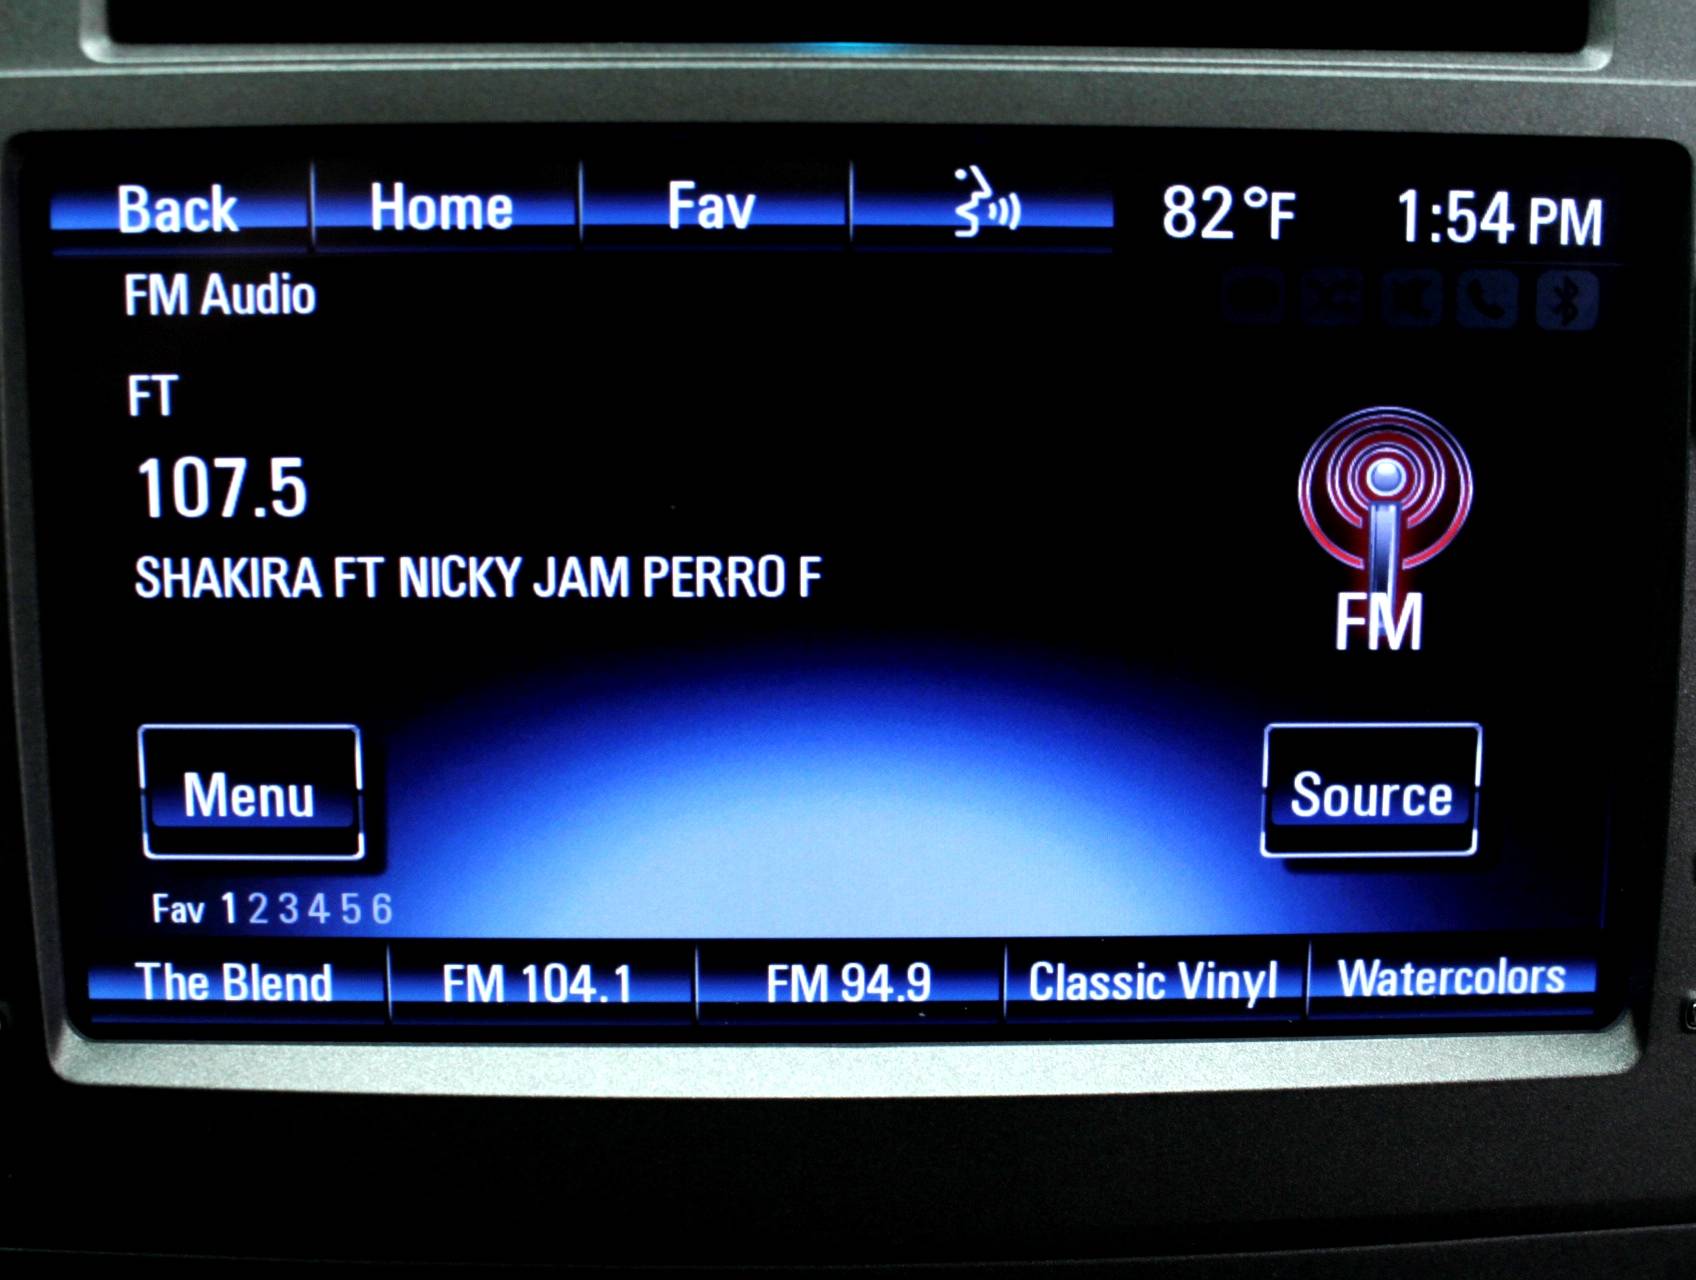 Back Home Fav 82°F 1:54 PM
FM Audio
FT
107.5
SHAKIRA FT NICKY JAM PERRO F
FM
Menu Source
Fav 1 2 3 4 5 6
The Blend FM 104.1 FM 94.9 Classic Vinyl Watercolors